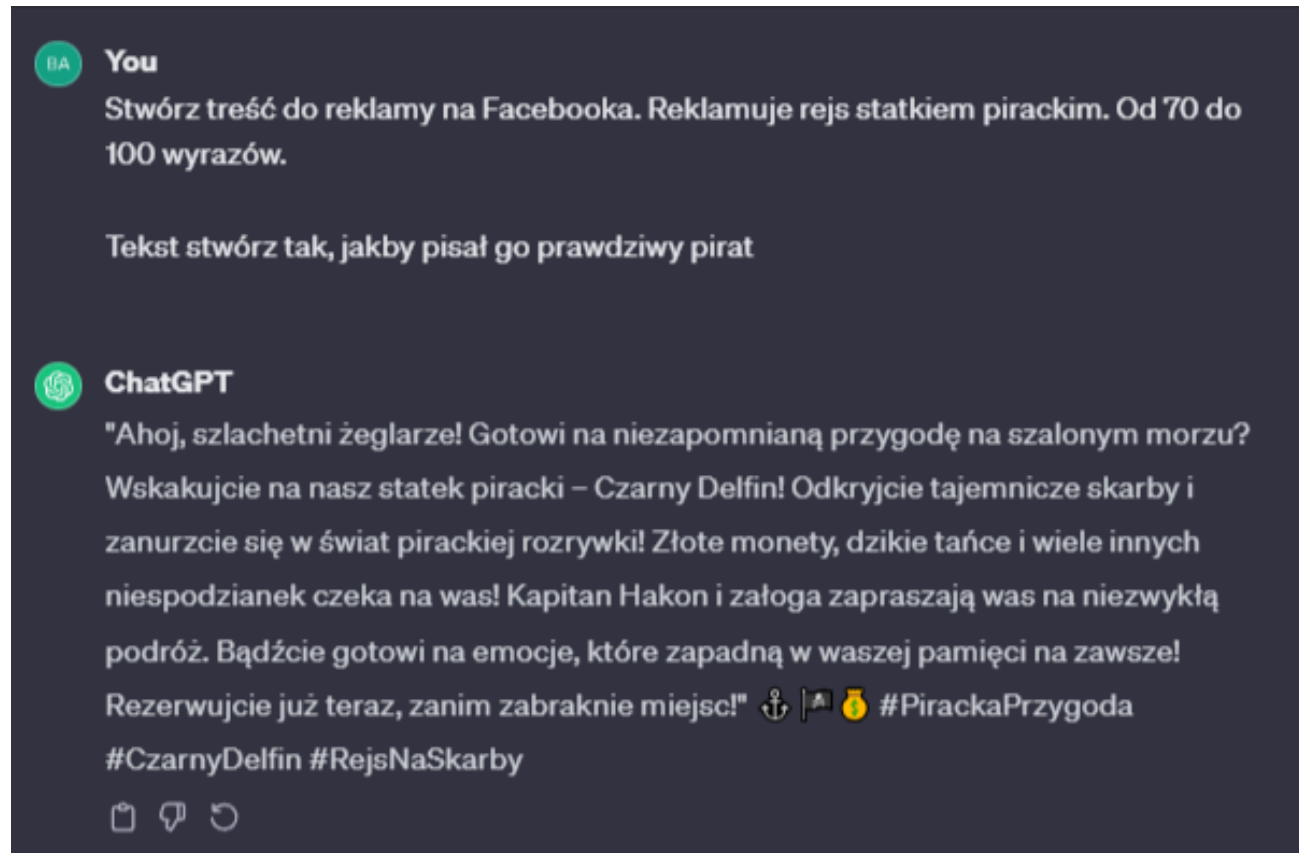 BA You
Stwórz treść do reklamy na Facebooka. Reklamuje rejs statkiem pirackim. Od 70 do
100 wyrazów.
Tekst stwórz tak, jakby pisał go prawdziwy pirat
ChatGPT
"Ahoj, szlachetni żeglarze! Gotowi na niezapomnianą przygodę na szalonym morzu?
Wskakujcie na nasz statek piracki – Czarny Delfin! Odkryjcie tajemnicze skarby i
zanurzcie się w świat pirackiej rozrywki! Złote monety, dzikie tańce i wiele innych
niespodzianek czeka na was! Kapitan Hakon i załoga zapraszają was na niezwykłą
podróż. Bądźcie gotowi na emocje, które zapadną w waszej pamięci na zawsze!
Rezerwujcie już teraz, zanim zabraknie miejsc!" ⚓ 🏴‍☠️ 💰 #PirackaPrzygoda
#CzarnyDelfin #RejsNaSkarby